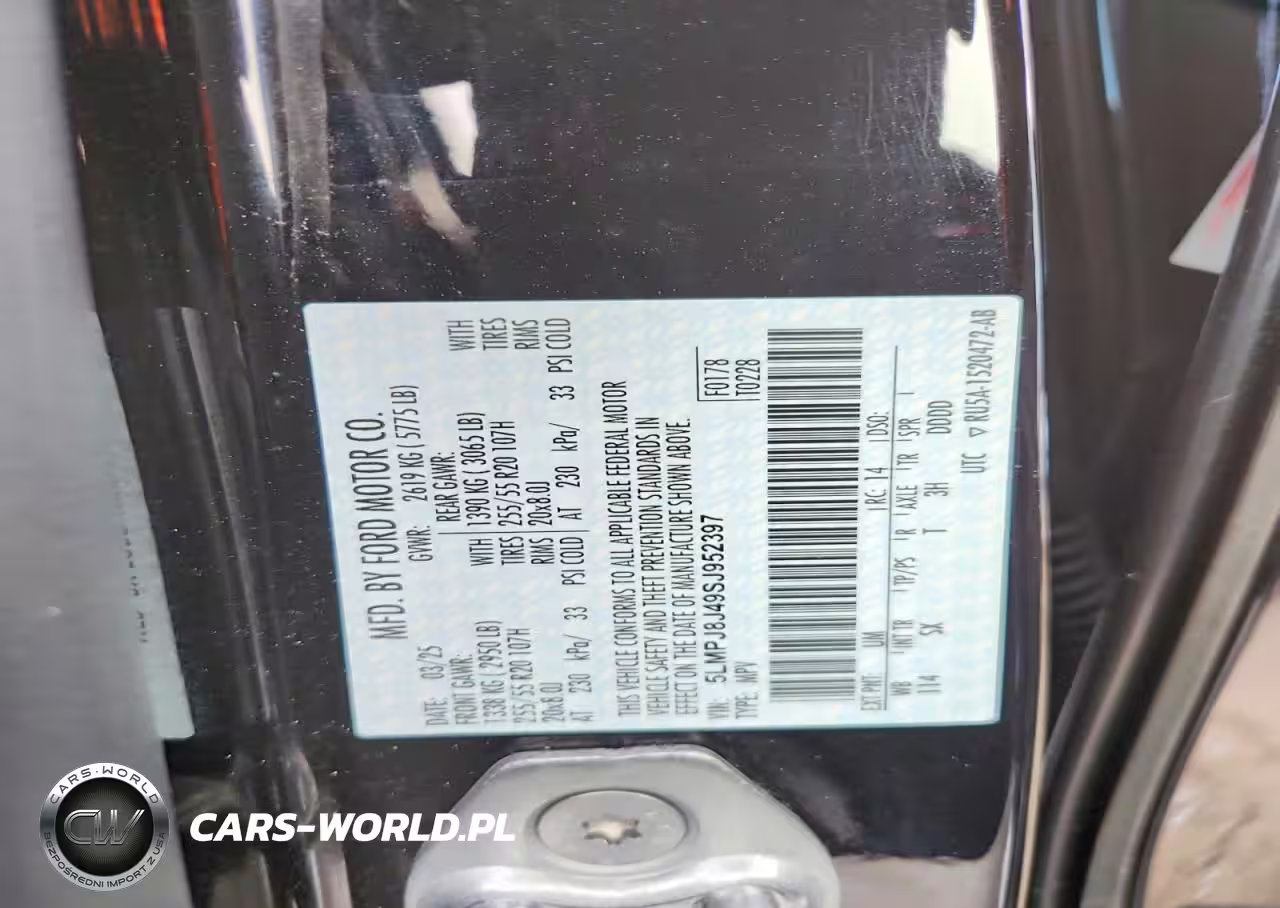 MFD. BY FORD MOTOR CO.
DATE: 03/25 GVWR: 2619 KG ( 5775 LB)
FRONT GAWR: REAR GAWR:
1338 KG ( 2950 LB) WITH 1390 KG ( 3065 LB) WITH
255/55 R20 107H TIRES 255/55 R20 107H TIRES
20x8.0J RIMS 20x8.0J RIMS
AT 230 kPa/ 33 PSI COLD AT 230 kPa/ 33 PSI COLD
THIS VEHICLE CONFORMS TO ALL APPLICABLE FEDERAL MOTOR
VEHICLE SAFETY AND THEFT PREVENTION STANDARDS IN
EFFECT ON THE DATE OF MANUFACTURE SHOWN ABOVE.
VIN: 5LMPJ8J49SJ952397
TYPE: MPV
F0178
T0228
EXT PNT: UM RC: 14 DSO:
WB INT TR TP/PS R AXLE TR SPR
114 SX T 3H DDDD
UTC ▽ RU5A-1520472-AB
CARS-WORLD
CW
BEZPOŚREDNI IMPORT Z USA
CARS-WORLD.PL